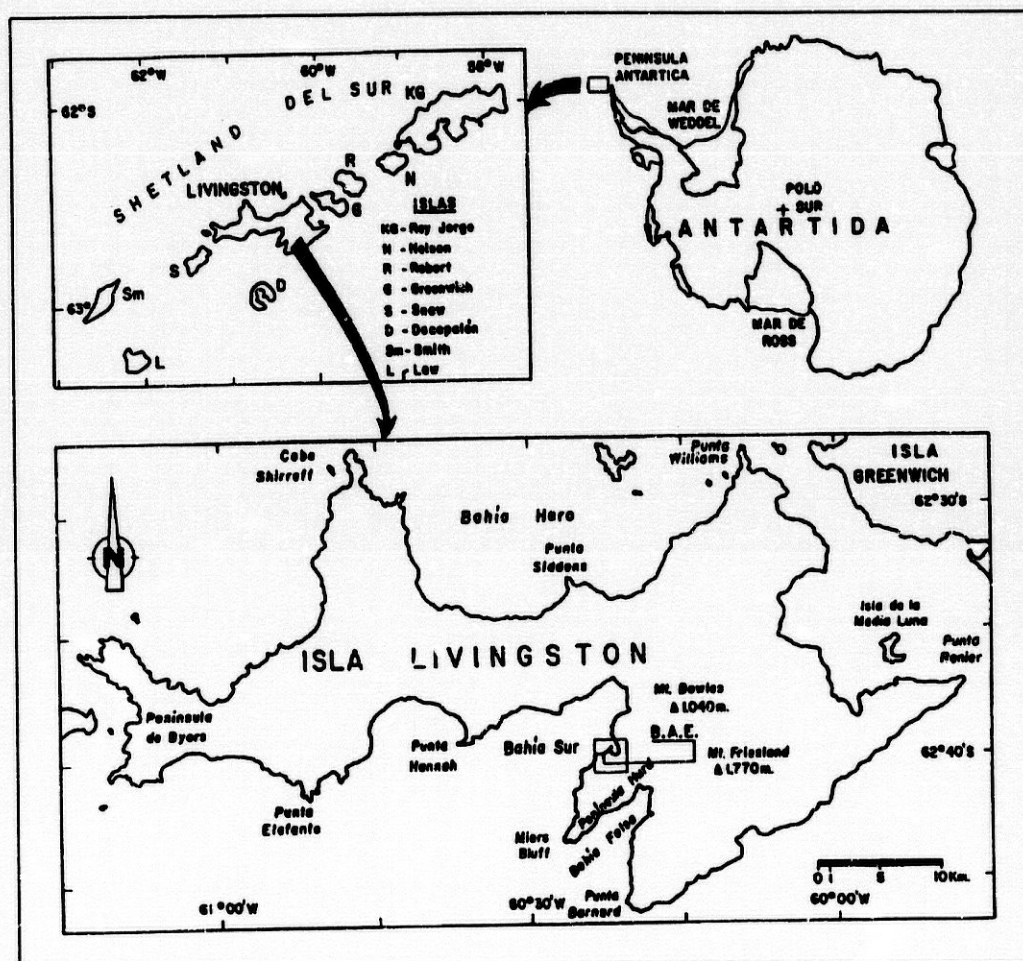 62°W
60°W
58°W
62°S
SHETLAND
DEL SUR
KG
R
N
LIVINGSTON
G
S
D
Sm
63°
L
ISLAS
KG - Rey Jorge
N - Nelson
R - Robert
G - Greenwich
S - Snow
D - Decepción
Sm - Smith
L - Low
PENINSULA
ANTARTICA
MAR DE
WEDDEL
POLO
SUR
ANTARTIDA
MAR DE
ROSS
Cabo
Shirreff
Punta
Williams
ISLA
GREENWICH
62°30'S
Bahía Hero
Punta
Siddons
N
Isla de la
Media Luna
Punta
Renier
ISLA LIVINGSTON
Mt. Bowles
Δ 1.040m.
Península
de Byers
Punta
Hannah
Bahía Sur
B.A.E.
Mt. Friesland
Δ 1.770m.
62°40'S
Península Hurd
Punta
Elefante
Miers
Bluff
Bahía Falsa
0 1 5 10 Km.
61°00'W
60°30'W
Punta
Barnard
60°00'W